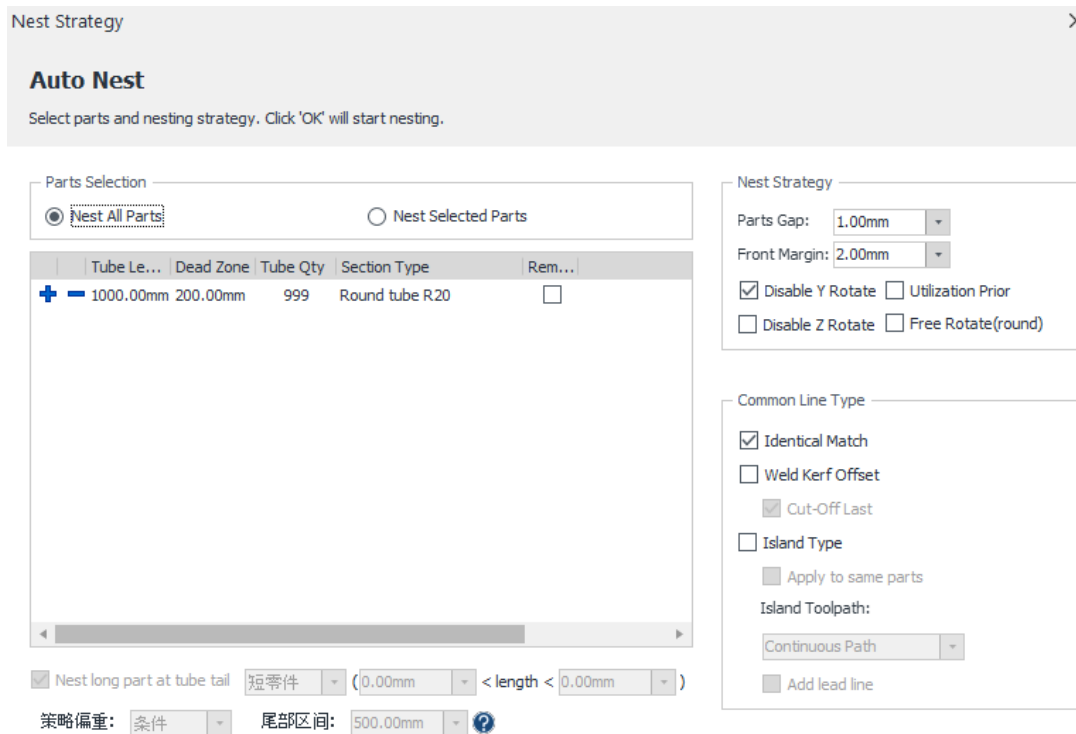 Nest Strategy
Auto Nest
Select parts and nesting strategy. Click 'OK' will start nesting.
Parts Selection
Nest All Parts
Nest Selected Parts
Tube Le... Dead Zone Tube Qty Section Type Rem...
1000.00mm 200.00mm 999 Round tube R20
Nest long part at tube tail 短零件 ( 0.00mm < length < 0.00mm )
策略偏重: 条件 尾部区间: 500.00mm ?
Nest Strategy
Parts Gap: 1.00mm
Front Margin: 2.00mm
Disable Y Rotate Utilization Prior
Disable Z Rotate Free Rotate(round)
Common Line Type
Identical Match
Weld Kerf Offset
Cut-Off Last
Island Type
Apply to same parts
Island Toolpath:
Continuous Path
Add lead line